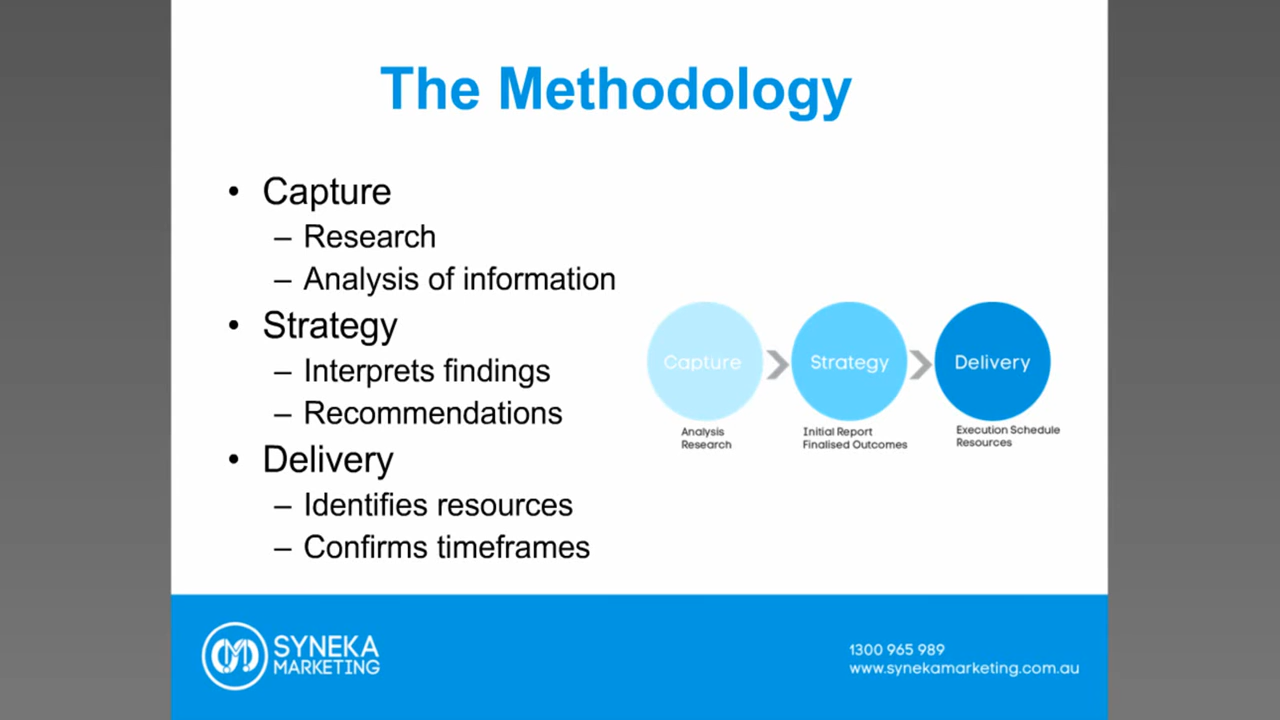 The Methodology
• Capture
– Research
– Analysis of information
• Strategy
– Interprets findings
– Recommendations
• Delivery
– Identifies resources
– Confirms timeframes
Capture
Strategy
Delivery
Analysis
Research
Initial Report
Finalised Outcomes
Execution Schedule
Resources
SYNEKA
MARKETING
1300 965 989
www.synekamarketing.com.au